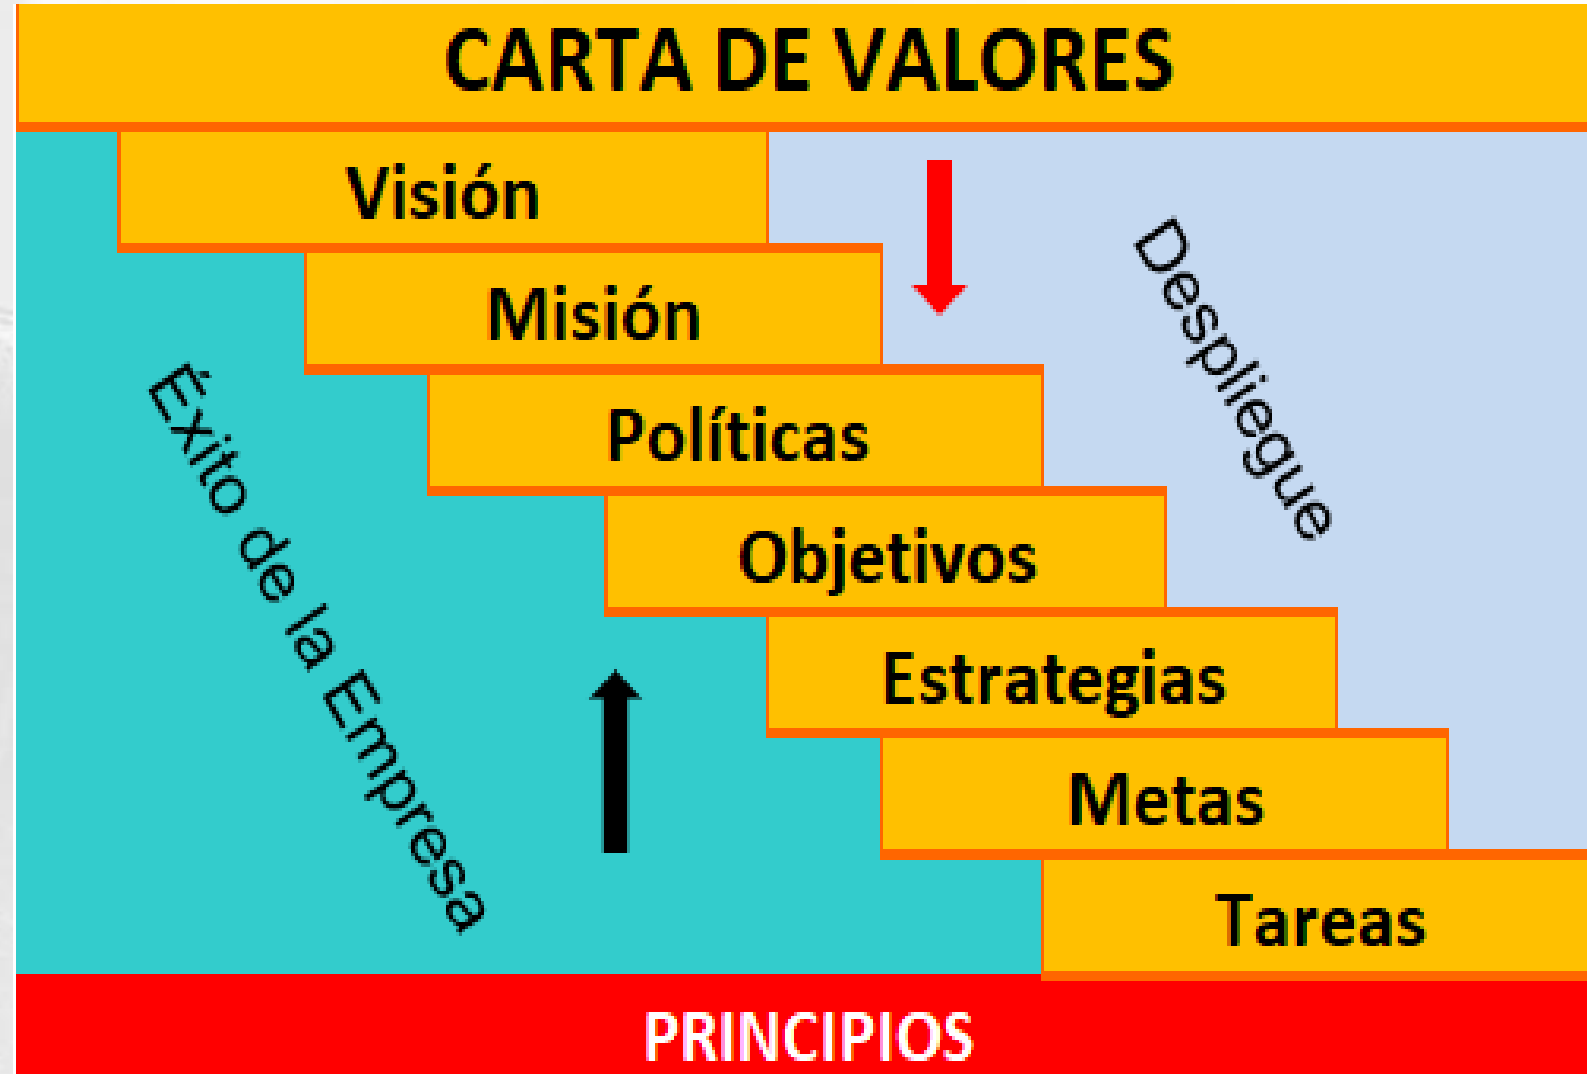 CARTA DE VALORES
Visión
Misión
Despliegue
Políticas
Éxito de la Empresa
Objetivos
Estrategias
Metas
Tareas
PRINCIPIOS